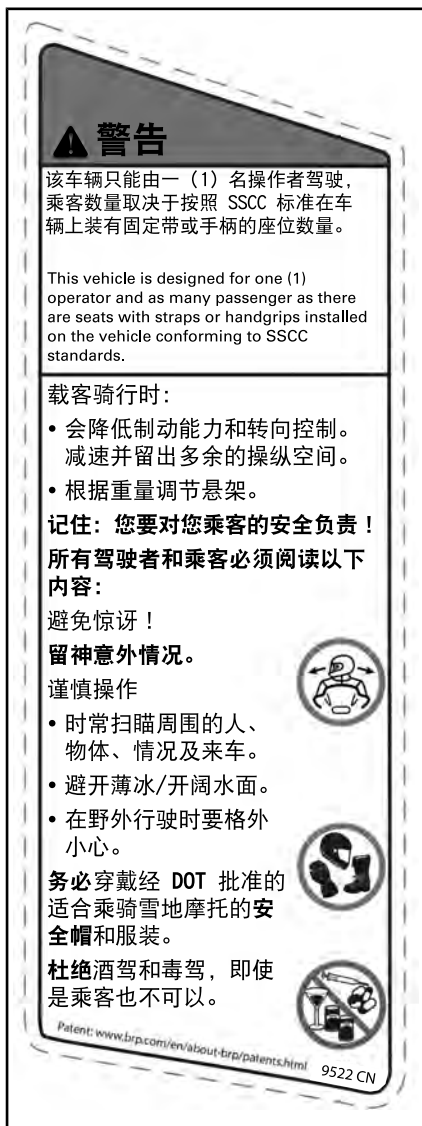 警告
该车辆只能由一（1）名操作者驾驶，
乘客数量取决于按照 SSCC 标准在车
辆上装有固定带或手柄的座位数量。
This vehicle is designed for one (1)
operator and as many passenger as there
are seats with straps or handgrips installed
on the vehicle conforming to SSCC
standards.
载客骑行时：
• 会降低制动能力和转向控制。
减速并留出多余的操纵空间。
• 根据重量调节悬架。
记住：您要对您乘客的安全负责！
所有驾驶者和乘客必须阅读以下
内容：
避免惊讶！
留神意外情况。
谨慎操作
• 时常扫瞄周围的人、
物体、情况及来车。
• 避开薄冰/开阔水面。
• 在野外行驶时要格外
小心。
务必穿戴经 DOT 批准的
适合乘骑雪地摩托的安
全帽和服装。
杜绝酒驾和毒驾，即使
是乘客也不可以。
Patent: www.brp.com/en/about-brp/patents.html
9522 CN